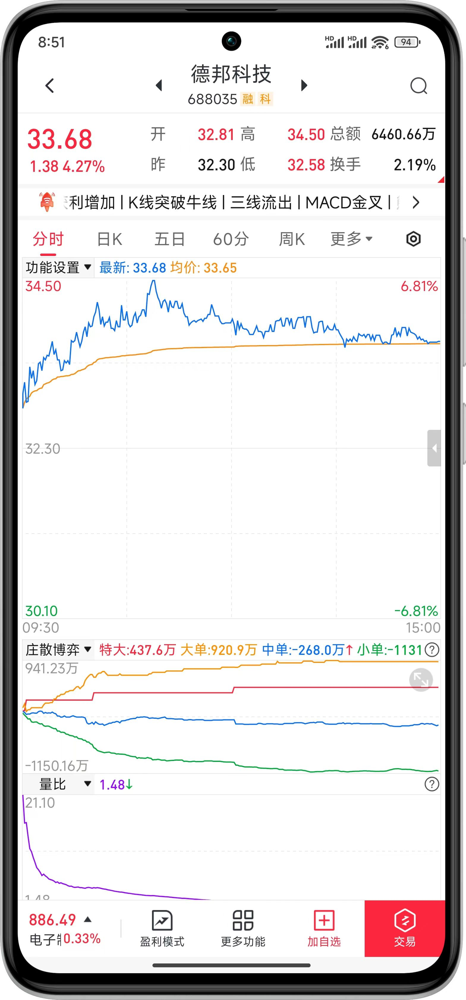 8:51 HD HD 6 94
德邦科技
688035 融 科
33.68 开 32.81 高 34.50 总额 6460.66万
1.38 4.27% 昨 32.30 低 32.58 换手 2.19%
利增加 | K线突破牛线 | 三线流出 | MACD金叉 |
分时 日K 五日 60分 周K 更多
功能设置 最新: 33.68 均价: 33.65
34.50 6.81%
32.30
30.10 -6.81%
09:30 15:00
庄散博弈 特大:437.6万 大单:920.9万 中单:-268.0万↑ 小单:-1131 ?
941.23万
-1150.16万
量比 1.48↓ ?
21.10
1.48
886.49
电子 0.33%
盈利模式 更多功能 加自选 交易